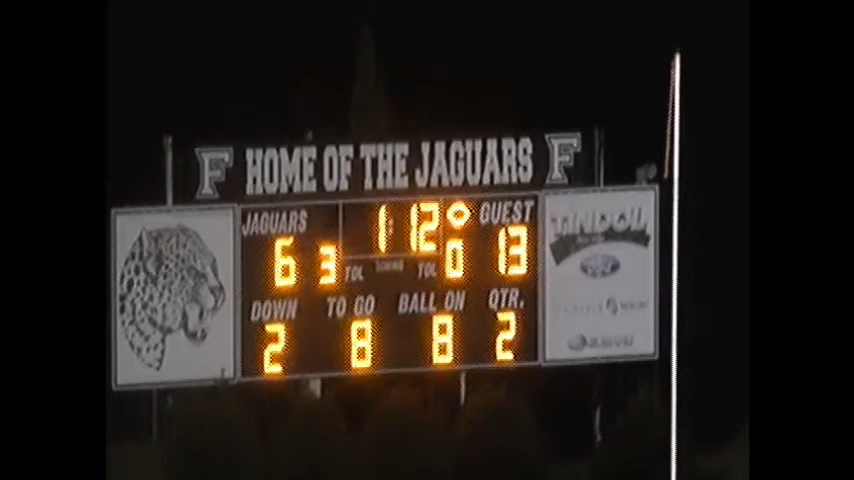 F HOME OF THE JAGUARS F
JAGUARS 1:12 GUEST
6 3 TOL TOL 0 13
DOWN TO GO BALL ON QTR.
2 8 8 2
TINDOL
SUBARU